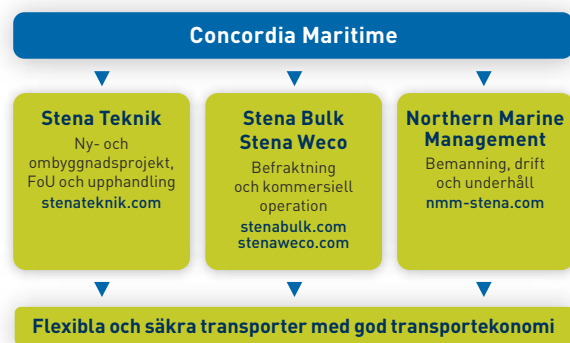 Concordia Maritime
Stena Teknik
Ny- och
ombyggnadsprojekt,
FoU och upphandling
stenateknik.com
Stena Bulk
Stena Weco
Befraktning
och kommersiell
operation
stenabulk.com
stenaweco.com
Northern Marine
Management
Bemanning, drift
och underhåll
nmm-stena.com
Flexibla och säkra transporter med god transportekonomi